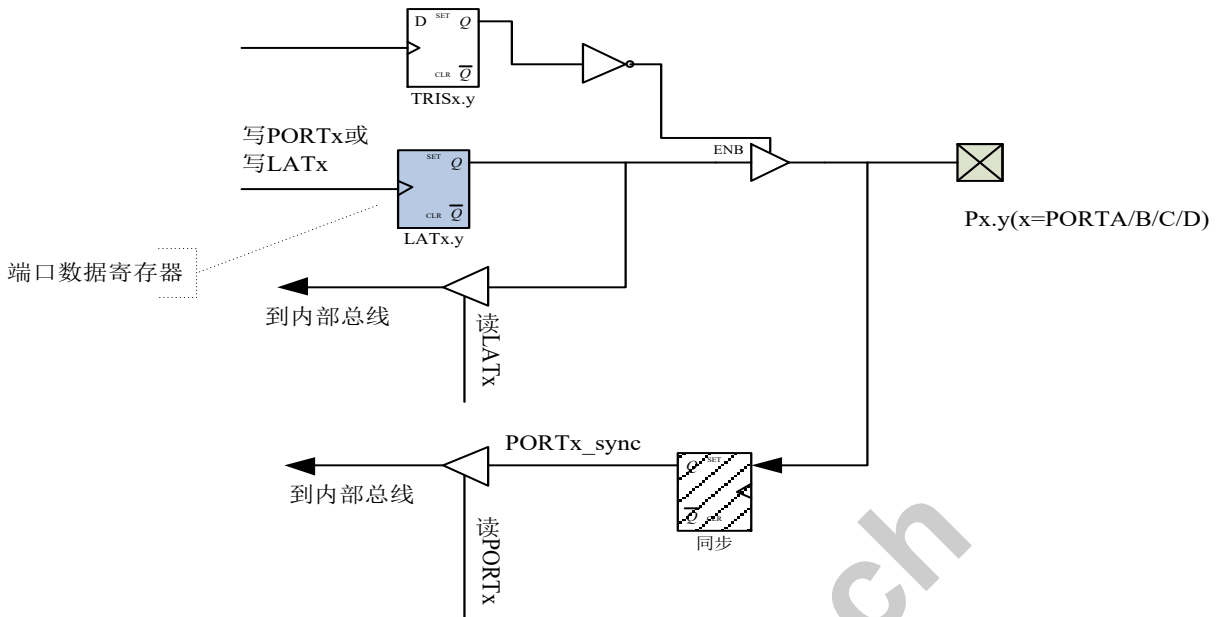 D SET Q
CLR Q
TRISx.y
写PORTx或
写LATx
SET Q
ENB
CLR Q
LATx.y
Px.y(x=PORTA/B/C/D)
端口数据寄存器
到内部总线
读LATx
PORTx_sync
Q SET
Q CLR
同步
到内部总线
读PORTx
ch